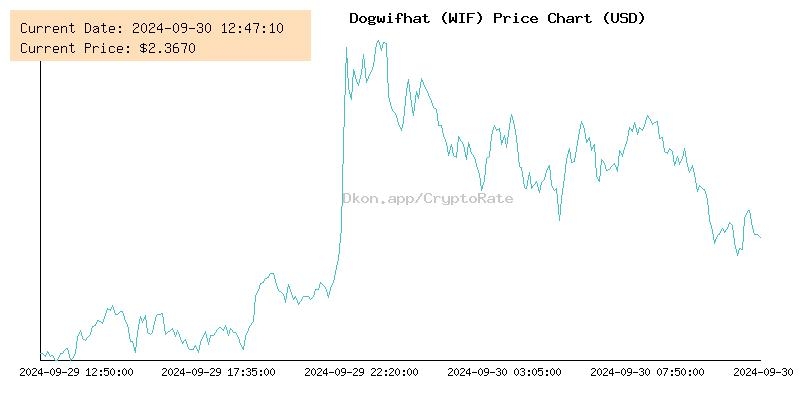 Dogwifhat (WIF) Price Chart (USD)
Current Date: 2024-09-30 12:47:10
Current Price: $2.3670
Okon.app/CryptoRate
2024-09-29 12:50:00 2024-09-29 17:35:00 2024-09-29 22:20:00 2024-09-30 03:05:00 2024-09-30 07:50:00 2024-09-30